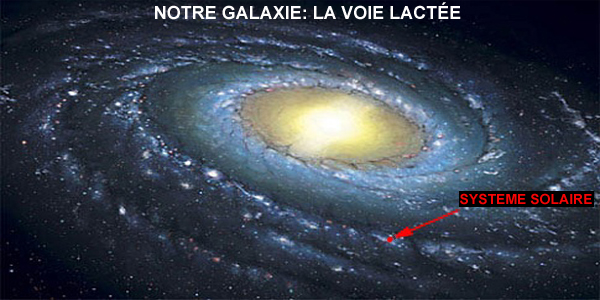 NOTRE GALAXIE: LA VOIE LACTÉE
SYSTEME SOLAIRE